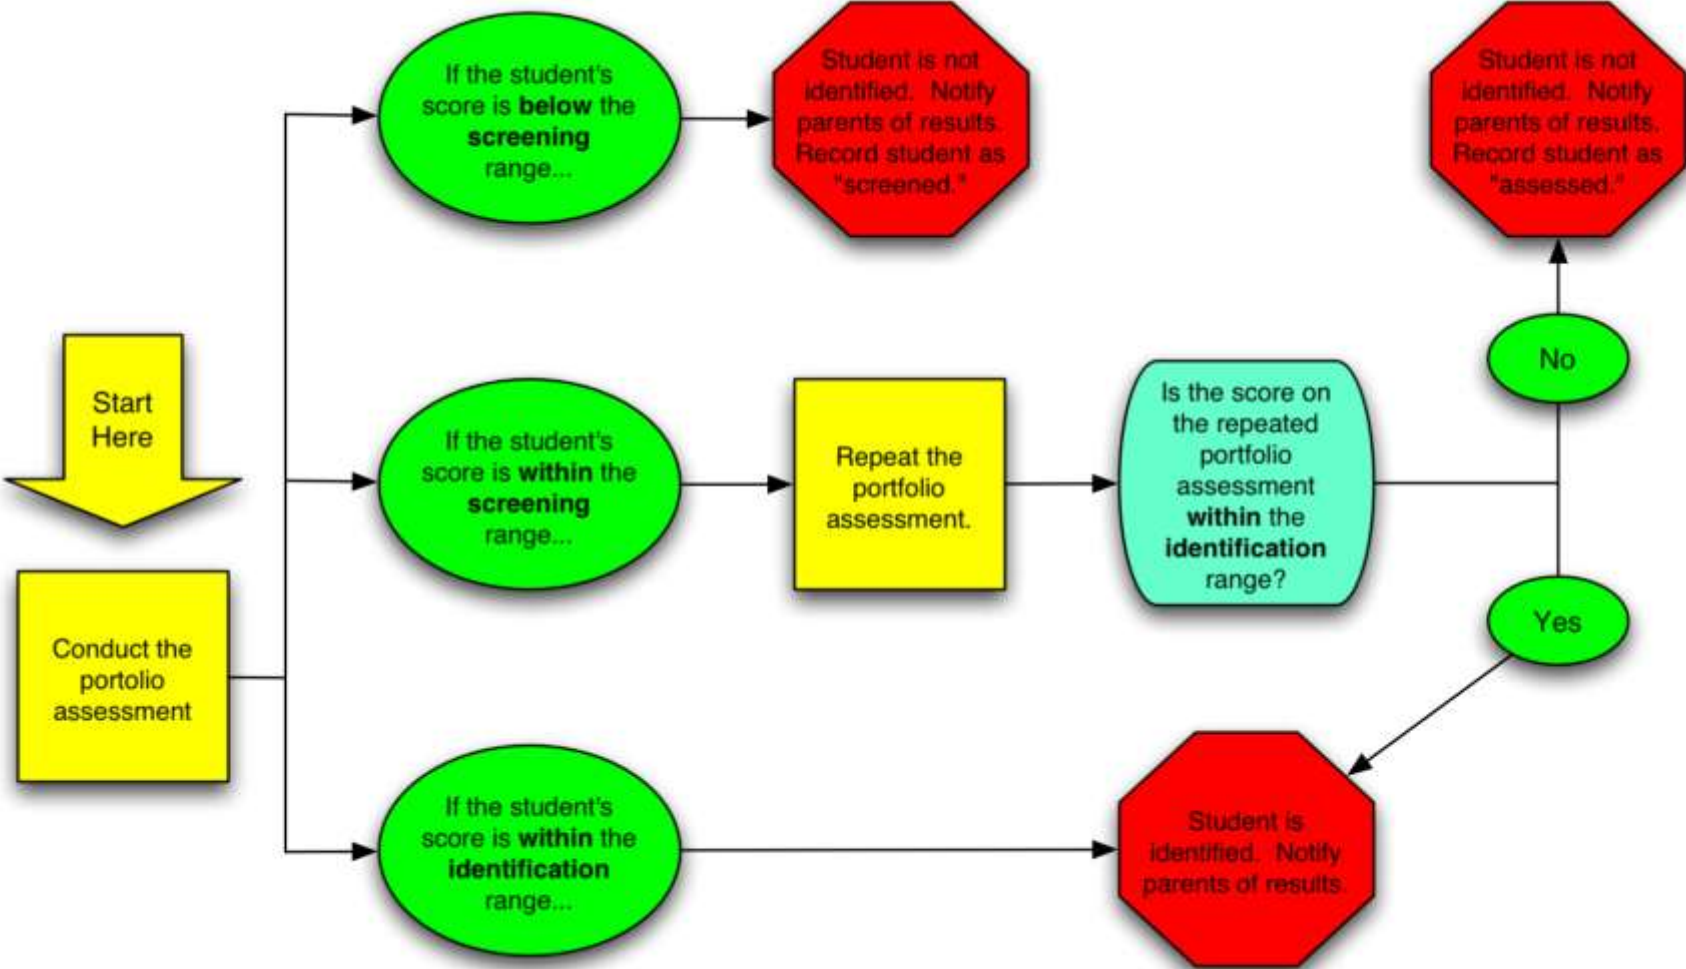 Start
Here
Conduct the
portolio
assessment
If the student's
score is below the
screening
range...
Student is not
identified.  Notify
parents of results.
Record student as
"screened."
If the student's
score is within the
screening
range...
Repeat the
portfolio
assessment.
Is the score on
the repeated
portfolio
assessment
within the
identification
range?
No
Student is not
identified.  Notify
parents of results.
Record student as
"assessed."
Yes
If the student's
score is within the
identification
range...
Student is
identified.  Notify
parents of results.